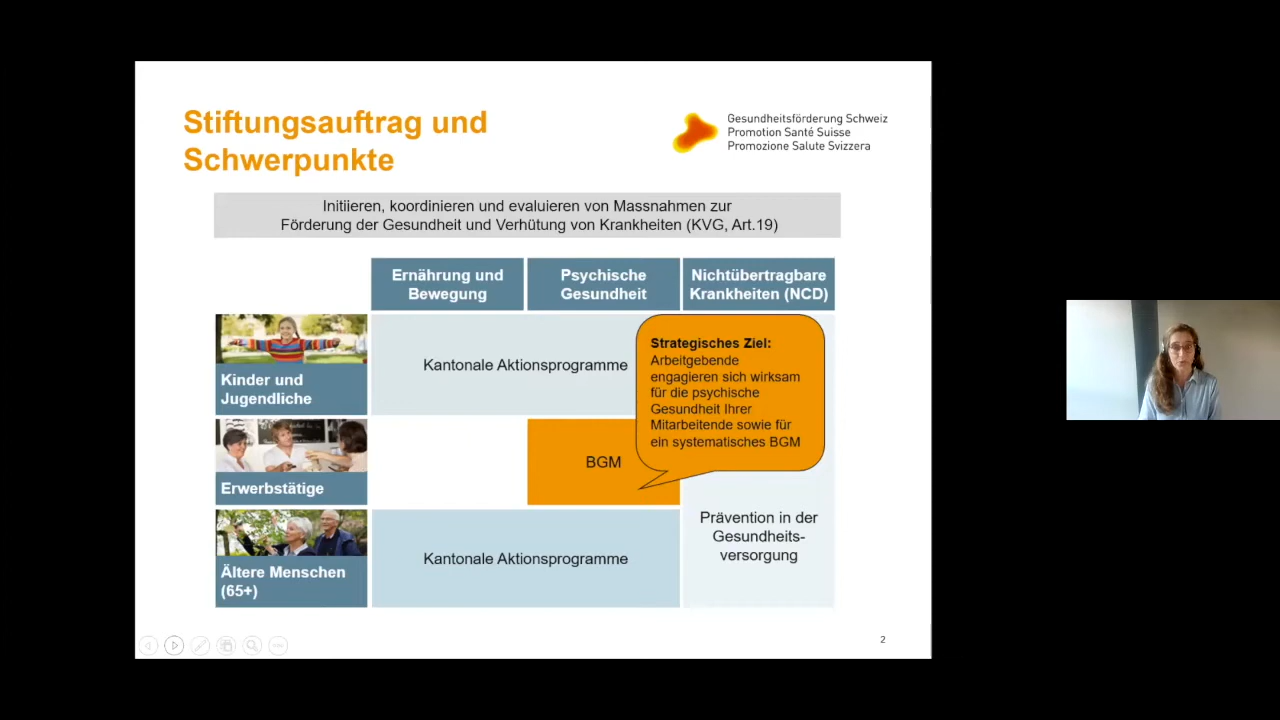 Stiftungsauftrag und
Schwerpunkte
Gesundheitsförderung Schweiz
Promotion Santé Suisse
Promozione Salute Svizzera
Initiieren, koordinieren und evaluieren von Massnahmen zur
Förderung der Gesundheit und Verhütung von Krankheiten (KVG, Art.19)
Ernährung und
Bewegung
Psychische
Gesundheit
Nichtübertragbare
Krankheiten (NCD)
Kinder und
Jugendliche
Kantonale Aktionsprogramme
Strategisches Ziel:
Arbeitgebende
engagieren sich wirksam
für die psychische
Gesundheit Ihrer
Mitarbeitende sowie für
ein systematisches BGM
Erwerbstätige
BGM
Prävention in der
Gesundheits-
versorgung
Ältere Menschen
(65+)
Kantonale Aktionsprogramme
2